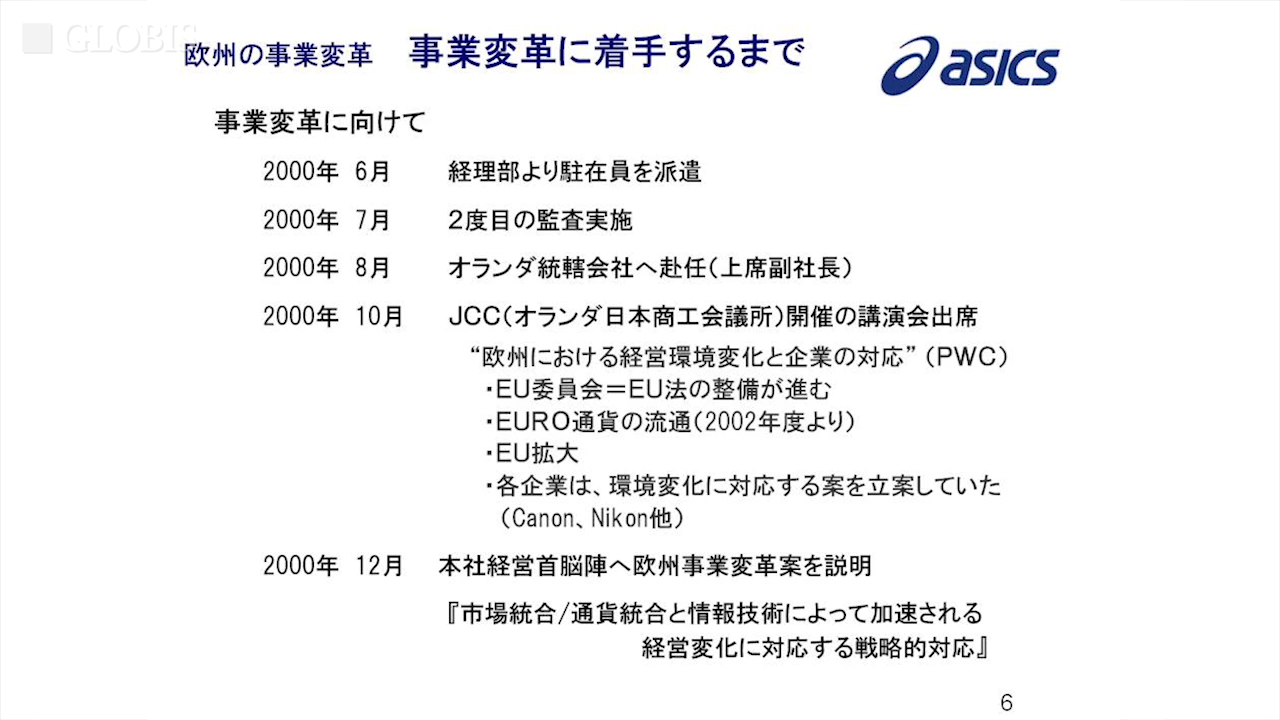 GLOBIS
欧州の事業変革 事業変革に着手するまで
asics
事業変革に向けて
2000年 6月 経理部より駐在員を派遣
2000年 7月 2度目の監査実施
2000年 8月 オランダ統轄会社へ赴任(上席副社長)
2000年 10月 JCC(オランダ日本商工会議所)開催の講演会出席
“欧州における経営環境変化と企業の対応”(PWC)
・EU委員会=EU法の整備が進む
・EURO通貨の流通(2002年度より)
・EU拡大
・各企業は、環境変化に対応する案を立案していた
(Canon、Nikon他)
2000年 12月 本社経営首脳陣へ欧州事業変革案を説明
『市場統合/通貨統合と情報技術によって加速される
経営変化に対応する戦略的対応』
6